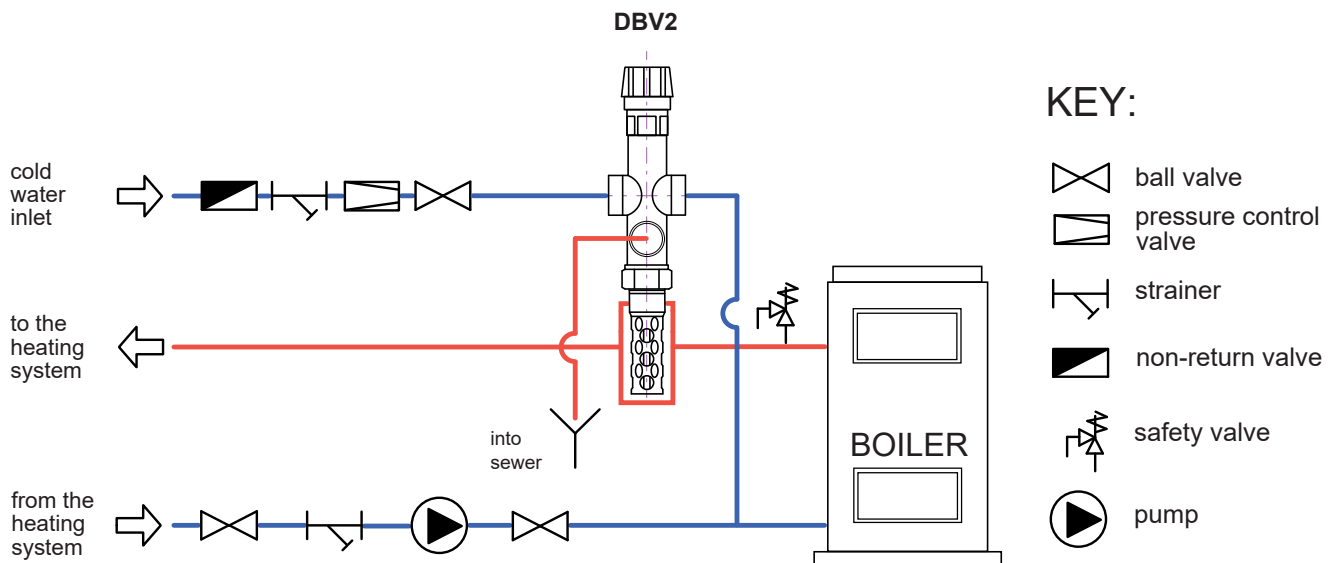 DBV2
cold
water
inlet
to the
heating
system
into
sewer
from the
heating
system
BOILER
KEY:
ball valve
pressure control
valve
strainer
non-return valve
safety valve
pump